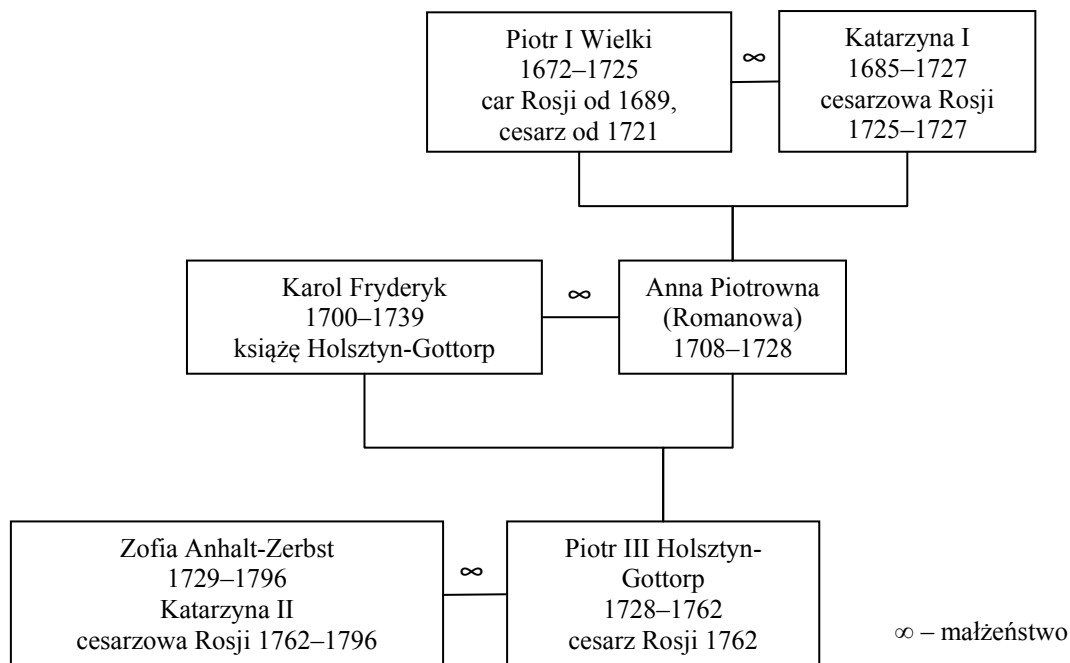 Piotr I Wielki
1672–1725
car Rosji od 1689,
cesarz od 1721
∞
Katarzyna I
1685–1727
cesarzowa Rosji
1725–1727
Karol Fryderyk
1700–1739
książę Holsztyn-Gottorp
∞
Anna Piotrowna
(Romanowa)
1708–1728
Zofia Anhalt-Zerbst
1729–1796
Katarzyna II
cesarzowa Rosji 1762–1796
∞
Piotr III Holsztyn-
Gottorp
1728–1762
cesarz Rosji 1762
∞ – małżeństwo